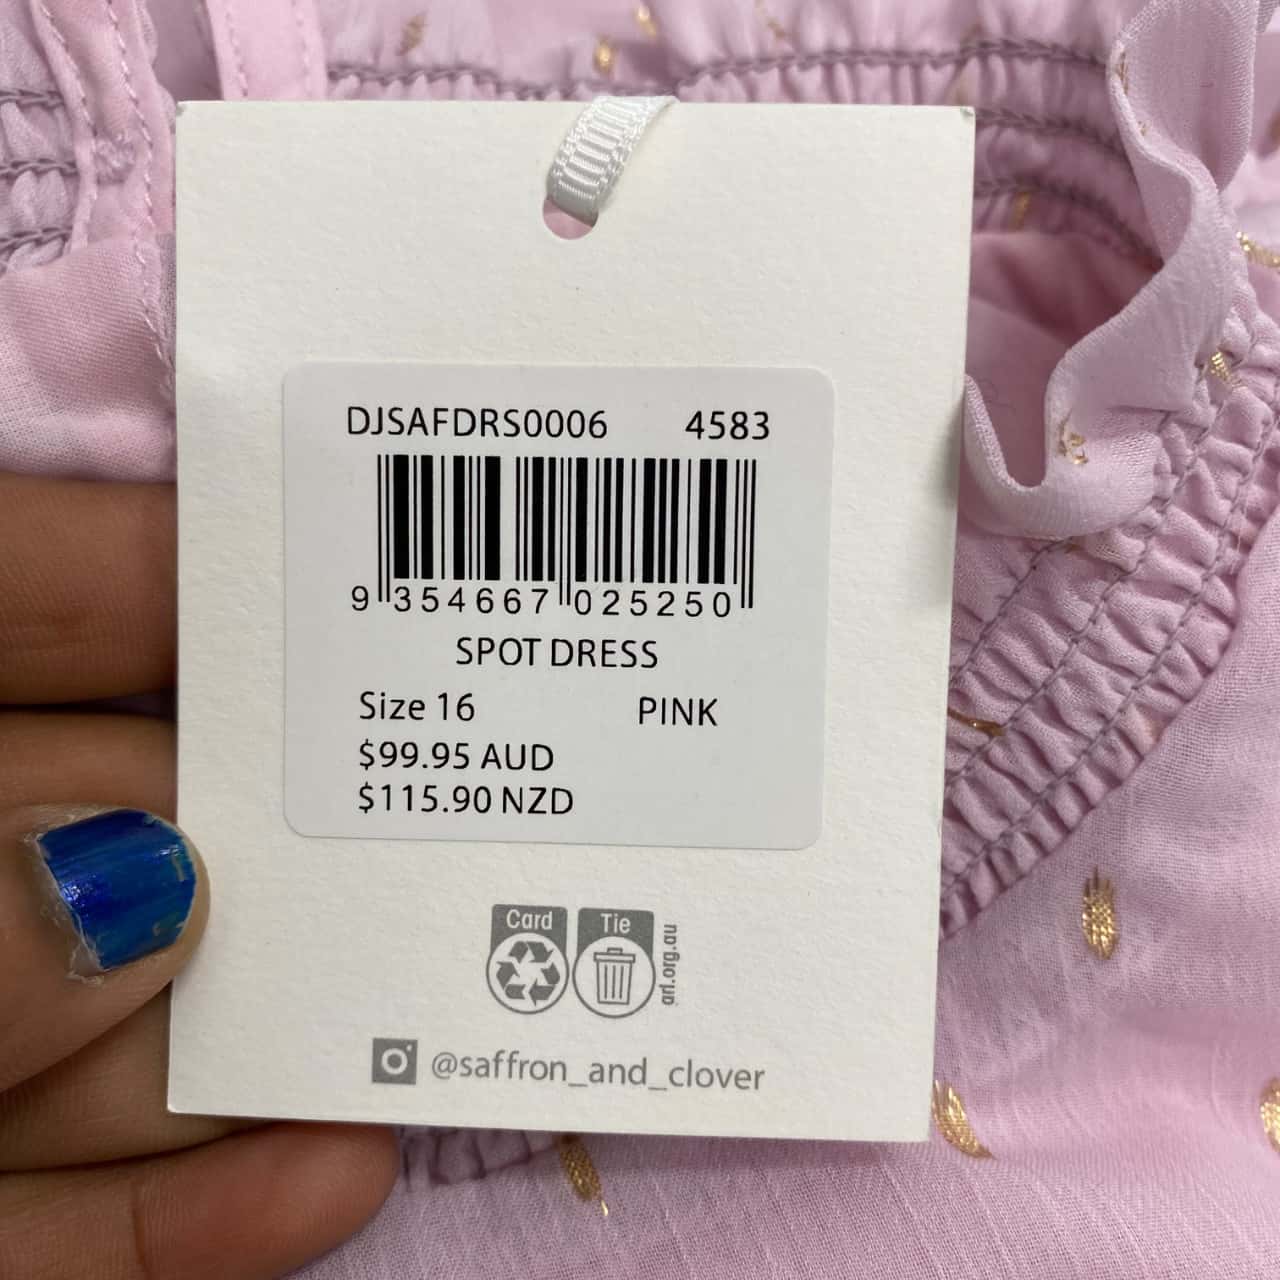 DJSAFDRS0006 4583
9 354667 025250
SPOT DRESS
Size 16 PINK
$99.95 AUD
$115.90 NZD
Card Tie
arl.org.au
@saffron_and_clover